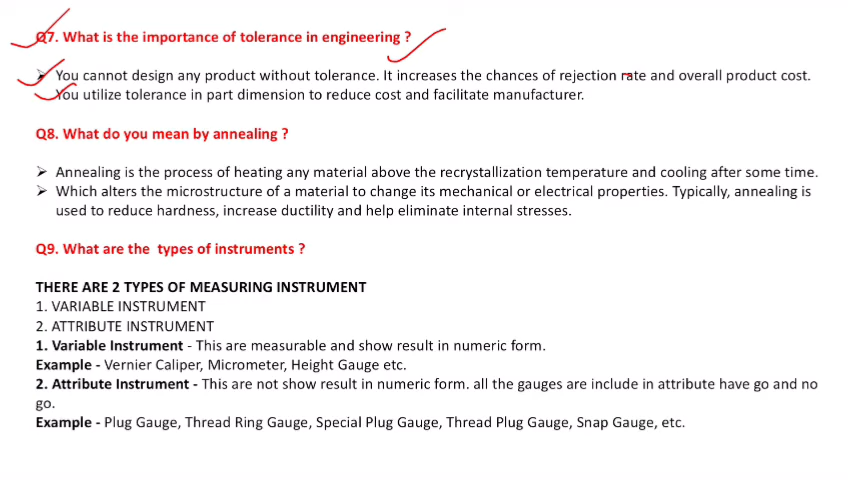 Q7. What is the importance of tolerance in engineering ?
➢ You cannot design any product without tolerance. It increases the chances of rejection rate and overall product cost.
You utilize tolerance in part dimension to reduce cost and facilitate manufacturer.
Q8. What do you mean by annealing ?
➢ Annealing is the process of heating any material above the recrystallization temperature and cooling after some time.
➢ Which alters the microstructure of a material to change its mechanical or electrical properties. Typically, annealing is
used to reduce hardness, increase ductility and help eliminate internal stresses.
Q9. What are the types of instruments ?
THERE ARE 2 TYPES OF MEASURING INSTRUMENT
1. VARIABLE INSTRUMENT
2. ATTRIBUTE INSTRUMENT
1. Variable Instrument - This are measurable and show result in numeric form.
Example - Vernier Caliper, Micrometer, Height Gauge etc.
2. Attribute Instrument - This are not show result in numeric form. all the gauges are include in attribute have go and no
go.
Example - Plug Gauge, Thread Ring Gauge, Special Plug Gauge, Thread Plug Gauge, Snap Gauge, etc.